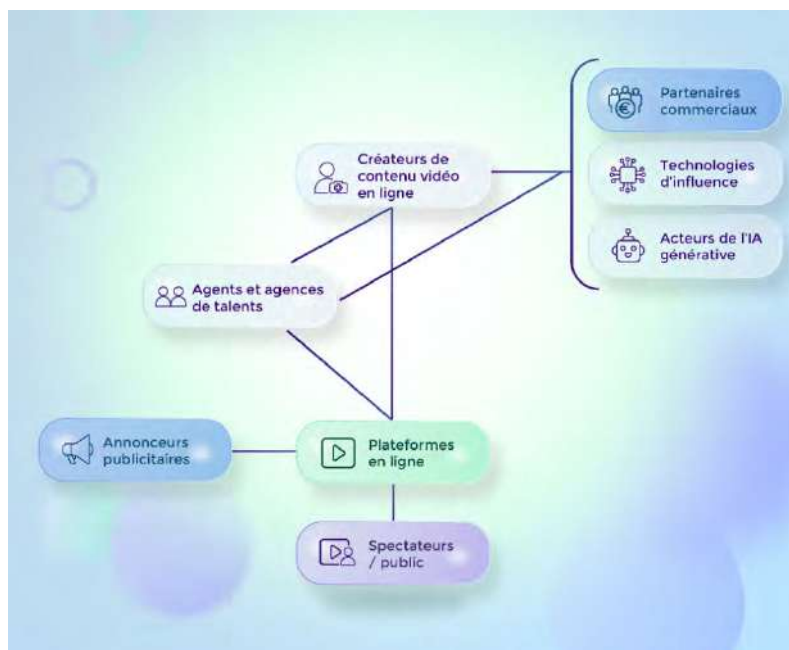 Partenaires
commerciaux
Créateurs de
contenu vidéo
en ligne
Technologies
d'influence
Acteurs de l'IA
générative
Agents et agences
de talents
Annonceurs
publicitaires
Plateformes
en ligne
Spectateurs
/ public